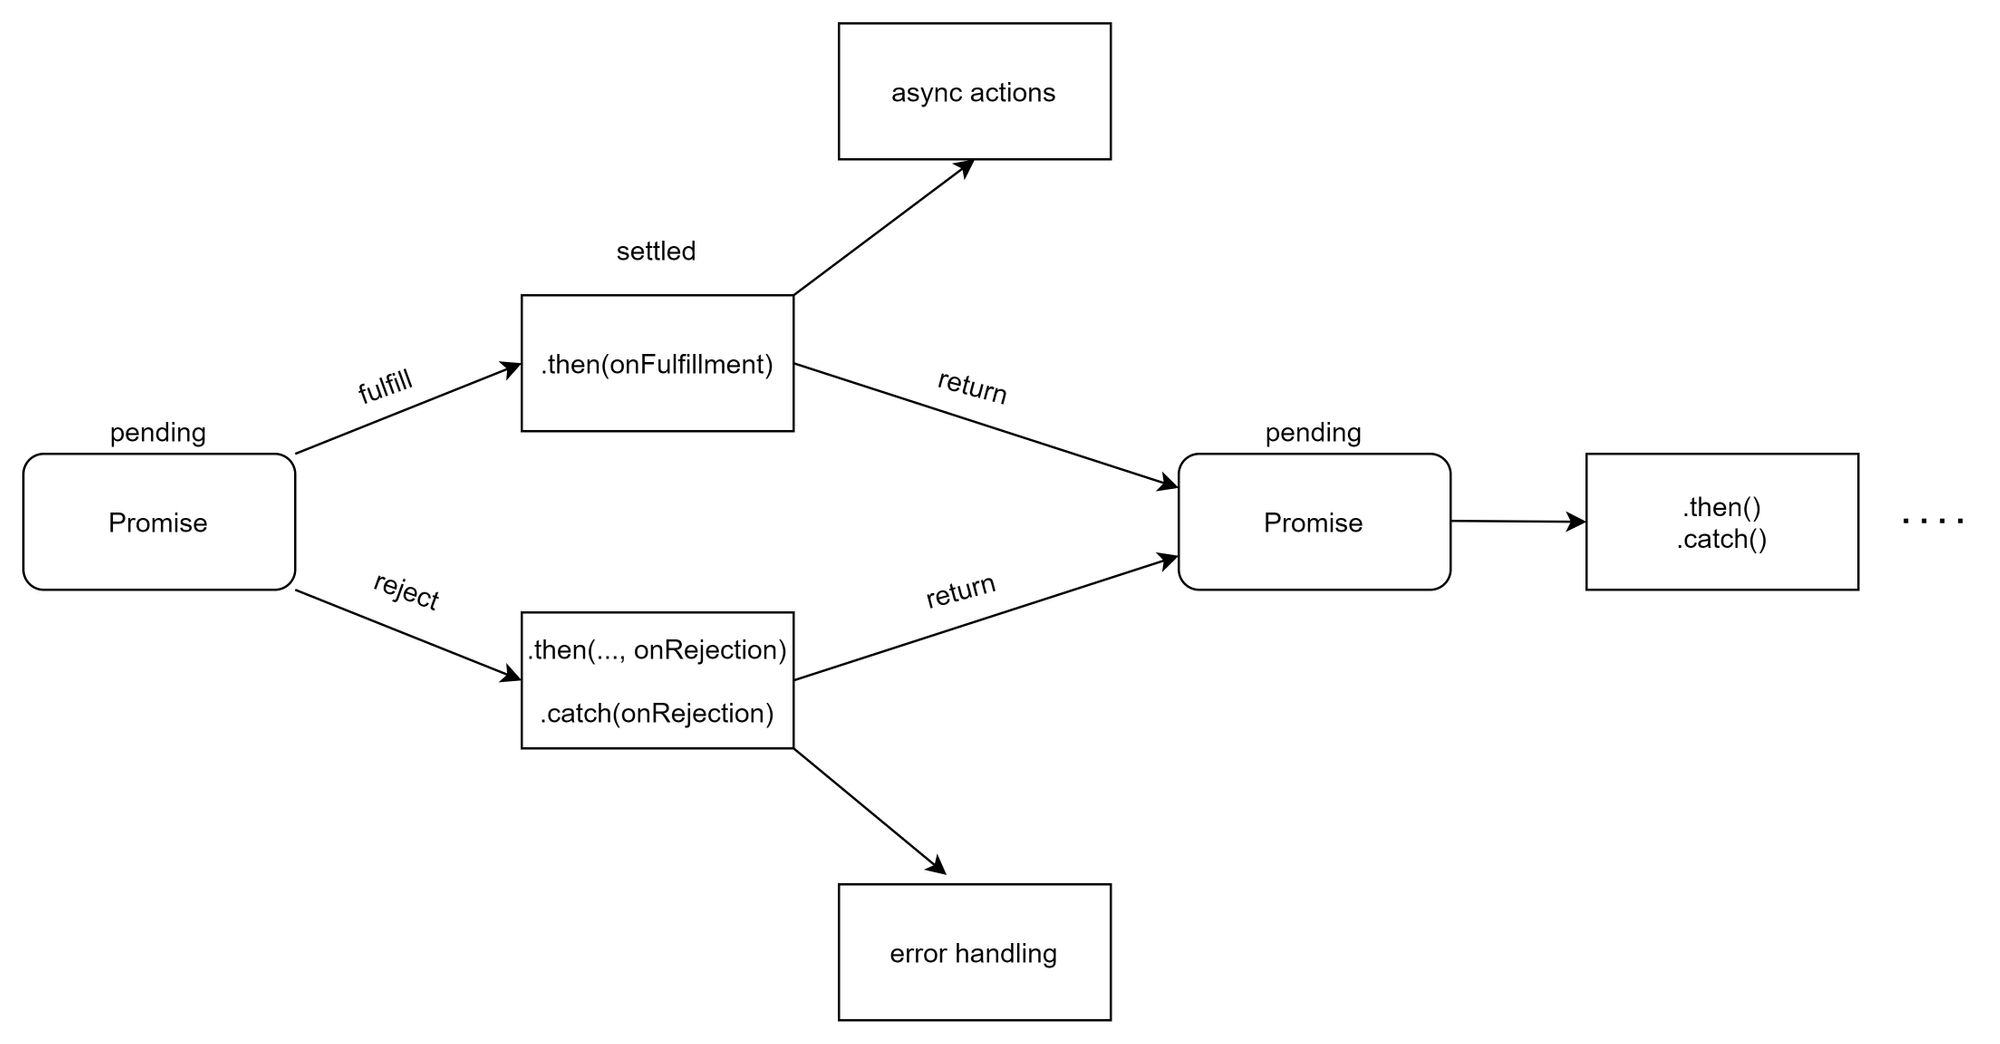 async actions
settled
.then(onFulfillment)
fulfill
return
pending
Promise
pending
Promise
.then()
.catch()
. . . .
reject
return
.then(..., onRejection)
.catch(onRejection)
error handling